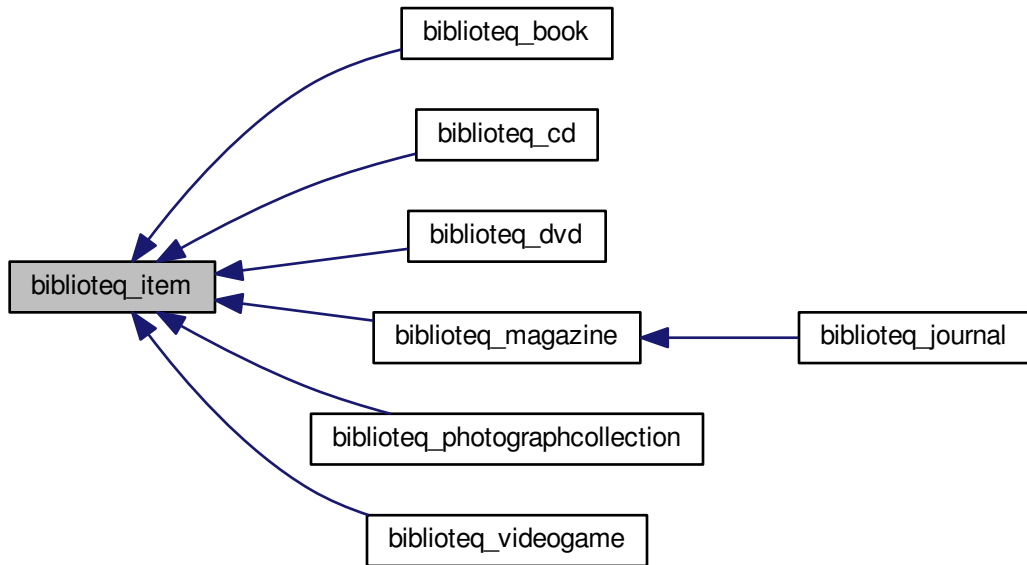 biblioteq_book
biblioteq_cd
biblioteq_dvd
biblioteq_item
biblioteq_magazine
biblioteq_journal
biblioteq_photographcollection
biblioteq_videogame